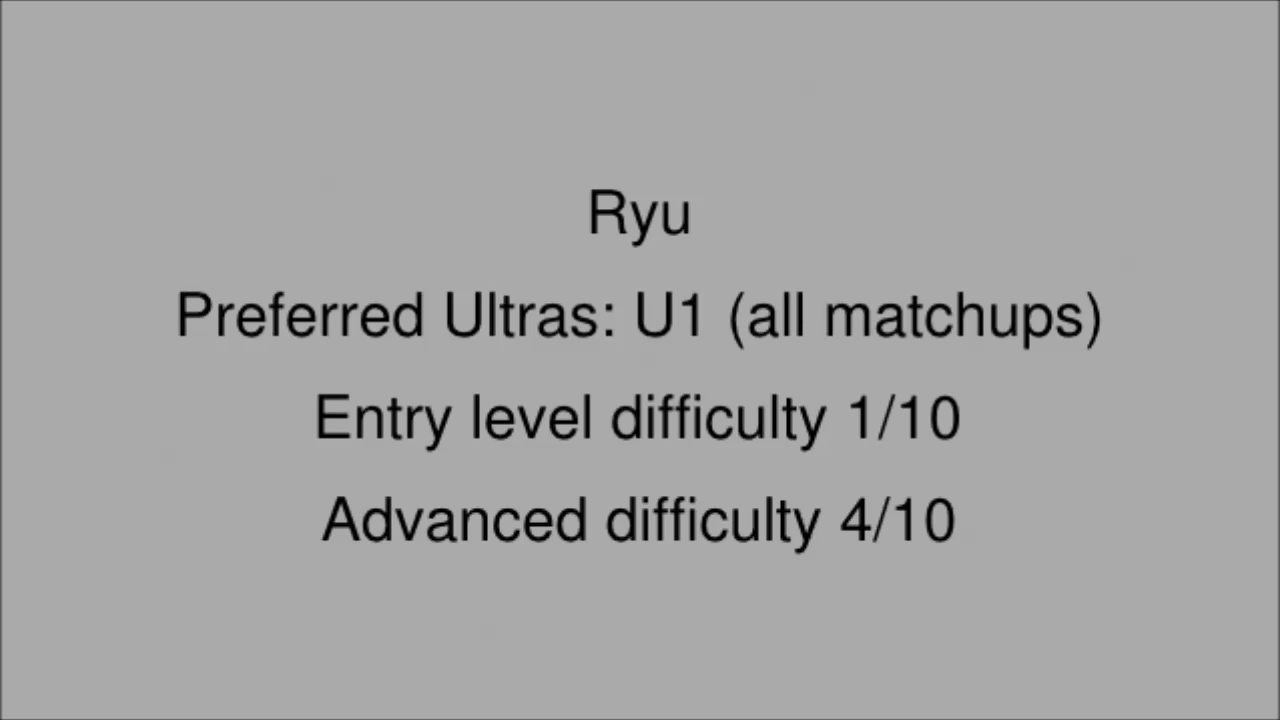 Ryu
Preferred Ultras: U1 (all matchups)
Entry level difficulty 1/10
Advanced difficulty 4/10